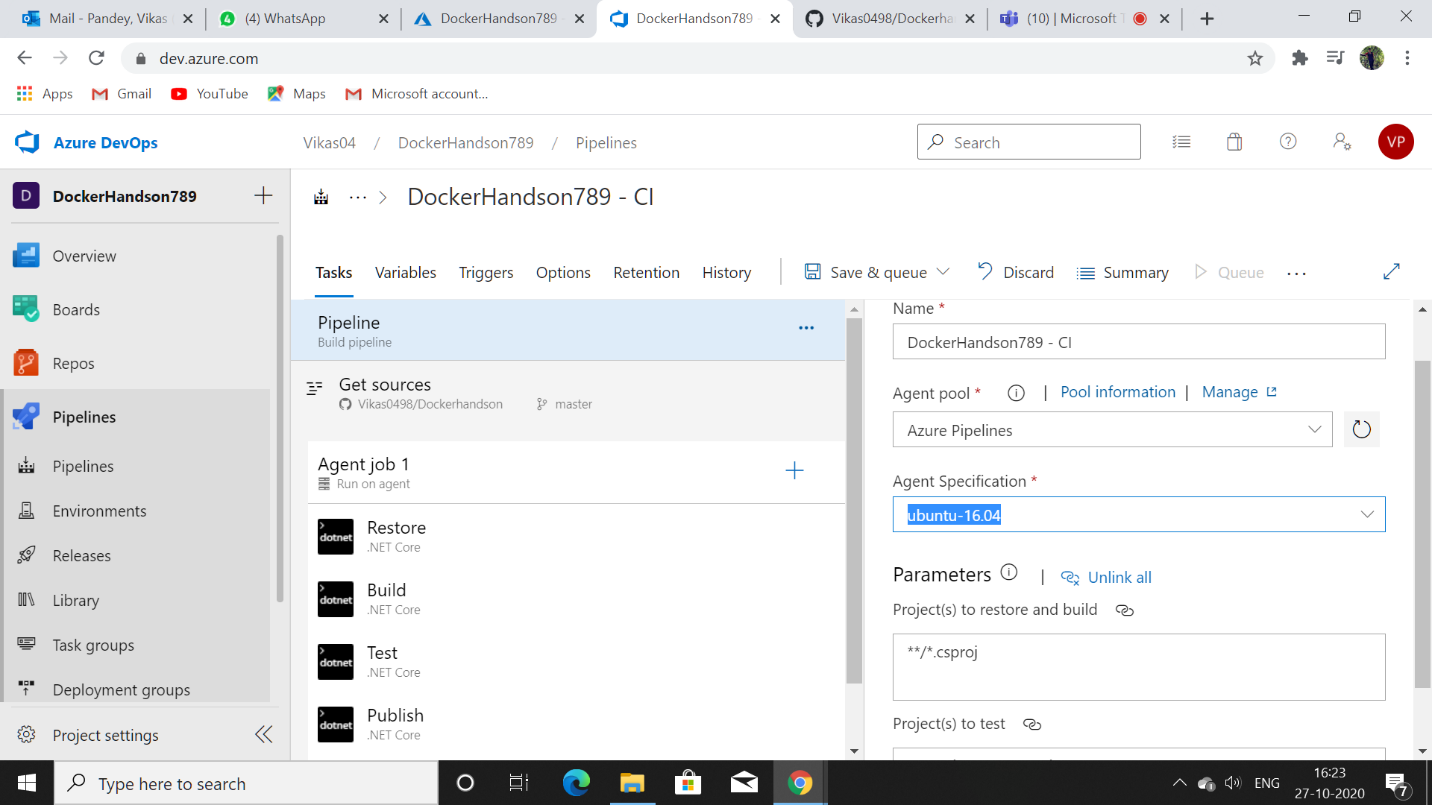 Mail - Pandey, Vikas
(4) WhatsApp
DockerHandson789 -
DockerHandson789
Vikas0498/Dockerha
(10) | Microsoft T
dev.azure.com
Apps
Gmail
YouTube
Maps
Microsoft account...
Azure DevOps
Vikas04 / DockerHandson789 / Pipelines
Search
VP
D DockerHandson789
DockerHandson789 - CI
Overview
Boards
Repos
Pipelines
Pipelines
Environments
Releases
Library
Task groups
Deployment groups
Project settings
Tasks Variables Triggers Options Retention History
Save & queue Discard Summary Queue ...
Pipeline
Build pipeline
Get sources
Vikas0498/Dockerhandson master
Agent job 1
Run on agent
dotnet Restore
.NET Core
dotnet Build
.NET Core
dotnet Test
.NET Core
dotnet Publish
.NET Core
Name *
DockerHandson789 - CI
Agent pool * | Pool information | Manage
Azure Pipelines
Agent Specification *
ubuntu-16.04
Parameters | Unlink all
Project(s) to restore and build
**/*.csproj
Project(s) to test
Type here to search
ENG
16:23
27-10-2020
7